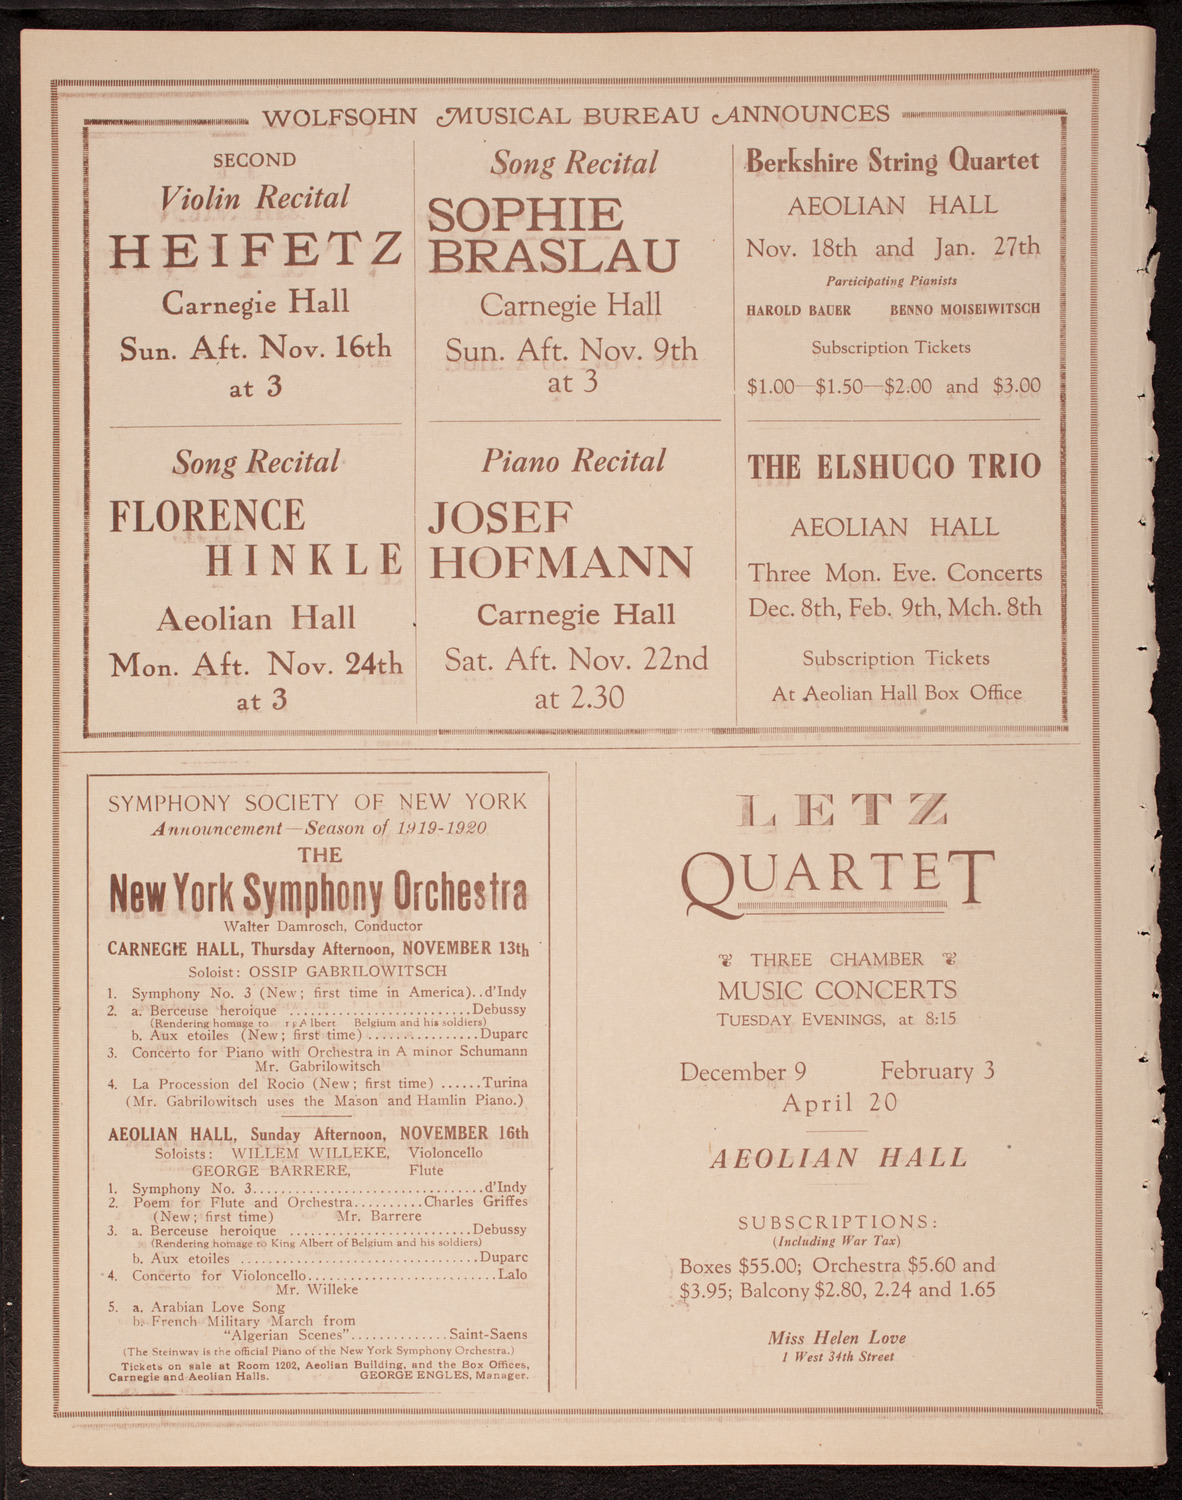 WOLFSOHN MUSICAL BUREAU ANNOUNCES
SECOND
Violin Recital
HEIFETZ
Carnegie Hall
Sun. Aft. Nov. 16th
at 3
Song Recital
SOPHIE
BRASLAU
Carnegie Hall
Sun. Aft. Nov. 9th
at 3
Berkshire String Quartet
AEOLIAN HALL
Nov. 18th and Jan. 27th
Participating Pianists
HAROLD BAUER BENNO MOISEIWITSCH
Subscription Tickets
$1.00—$1.50—$2.00 and $3.00
Song Recital
FLORENCE
HINKLE
Aeolian Hall
Mon. Aft. Nov. 24th
at 3
Piano Recital
JOSEF
HOFMANN
Carnegie Hall
Sat. Aft. Nov. 22nd
at 2.30
THE ELSHUCO TRIO
AEOLIAN HALL
Three Mon. Eve. Concerts
Dec. 8th, Feb. 9th, Mch. 8th
Subscription Tickets
At Aeolian Hall Box Office
SYMPHONY SOCIETY OF NEW YORK
Announcement—Season of 1919-1920
THE
New York Symphony Orchestra
Walter Damrosch, Conductor
CARNEGIE HALL, Thursday Afternoon, NOVEMBER 13th
Soloist: OSSIP GABRILOWITSCH
1. Symphony No. 3 (New; first time in America)..d'Indy
2. a. Berceuse heroique ..........................Debussy
(Rendering homage to Albert Belgium and his soldiers)
b. Aux etoiles (New; first time) ................Duparc
3. Concerto for Piano with Orchestra in A minor Schumann
Mr. Gabrilowitsch
4. La Procession del Rocio (New; first time) ......Turina
(Mr. Gabrilowitsch uses the Mason and Hamlin Piano.)
AEOLIAN HALL, Sunday Afternoon, NOVEMBER 16th
Soloists: WILLEM WILLEKE, Violoncello
GEORGE BARRERE, Flute
1. Symphony No. 3.................................d'Indy
2. Poem for Flute and Orchestra..........Charles Griffes
(New; first time) Mr. Barrere
3. a. Berceuse heroique ..........................Debussy
(Rendering homage to King Albert of Belgium and his soldiers)
b. Aux etoiles ..................................Duparc
4. Concerto for Violoncello...........................Lalo
Mr. Willeke
5. a. Arabian Love Song
b. French Military March from
"Algerian Scenes"..............Saint-Saens
(The Steinway is the official Piano of the New York Symphony Orchestra.)
Tickets on sale at Room 1202, Aeolian Building, and the Box Offices,
Carnegie and Aeolian Halls. GEORGE ENGLES, Manager.
LETZ
QUARTET
THREE CHAMBER
MUSIC CONCERTS
TUESDAY EVENINGS, at 8:15
December 9 February 3
April 20
AEOLIAN HALL
SUBSCRIPTIONS:
(Including War Tax)
Boxes $55.00; Orchestra $5.60 and
$3.95; Balcony $2.80, 2.24 and 1.65
Miss Helen Love
1 West 34th Street